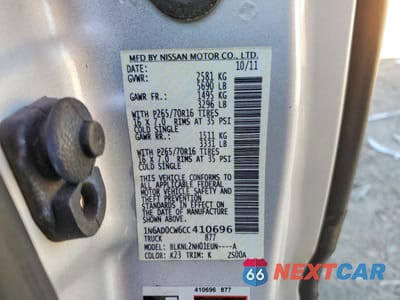 MFD BY NISSAN MOTOR CO., LTD.
DATE: 10/11
GVWR: 2581 KG
5690 LB
GAWR FR.: 1495 KG
3296 LB
WITH P265/70R16 TIRES
16 X 7.0 RIMS AT 35 PSI
COLD SINGLE
GAWR RR.: 1511 KG
3331 LB
WITH P265/70R16 TIRES
16 X 7.0 RIMS AT 35 PSI
COLD SINGLE
THIS VEHICLE CONFORMS TO ALL
APPLICABLE FEDERAL MOTOR
VEHICLE SAFETY AND THEFT
PREVENTION STANDARDS IN
EFFECT ON THE DATE OF
MANUFACTURE SHOWN ABOVE.
1N6AD0CW6CC410696
TRUCK 877
MODEL: BLKNL2NH01EUN----A
COLOR: K23 TRIM: K 2S00A
410696 877
66 NEXTCAR